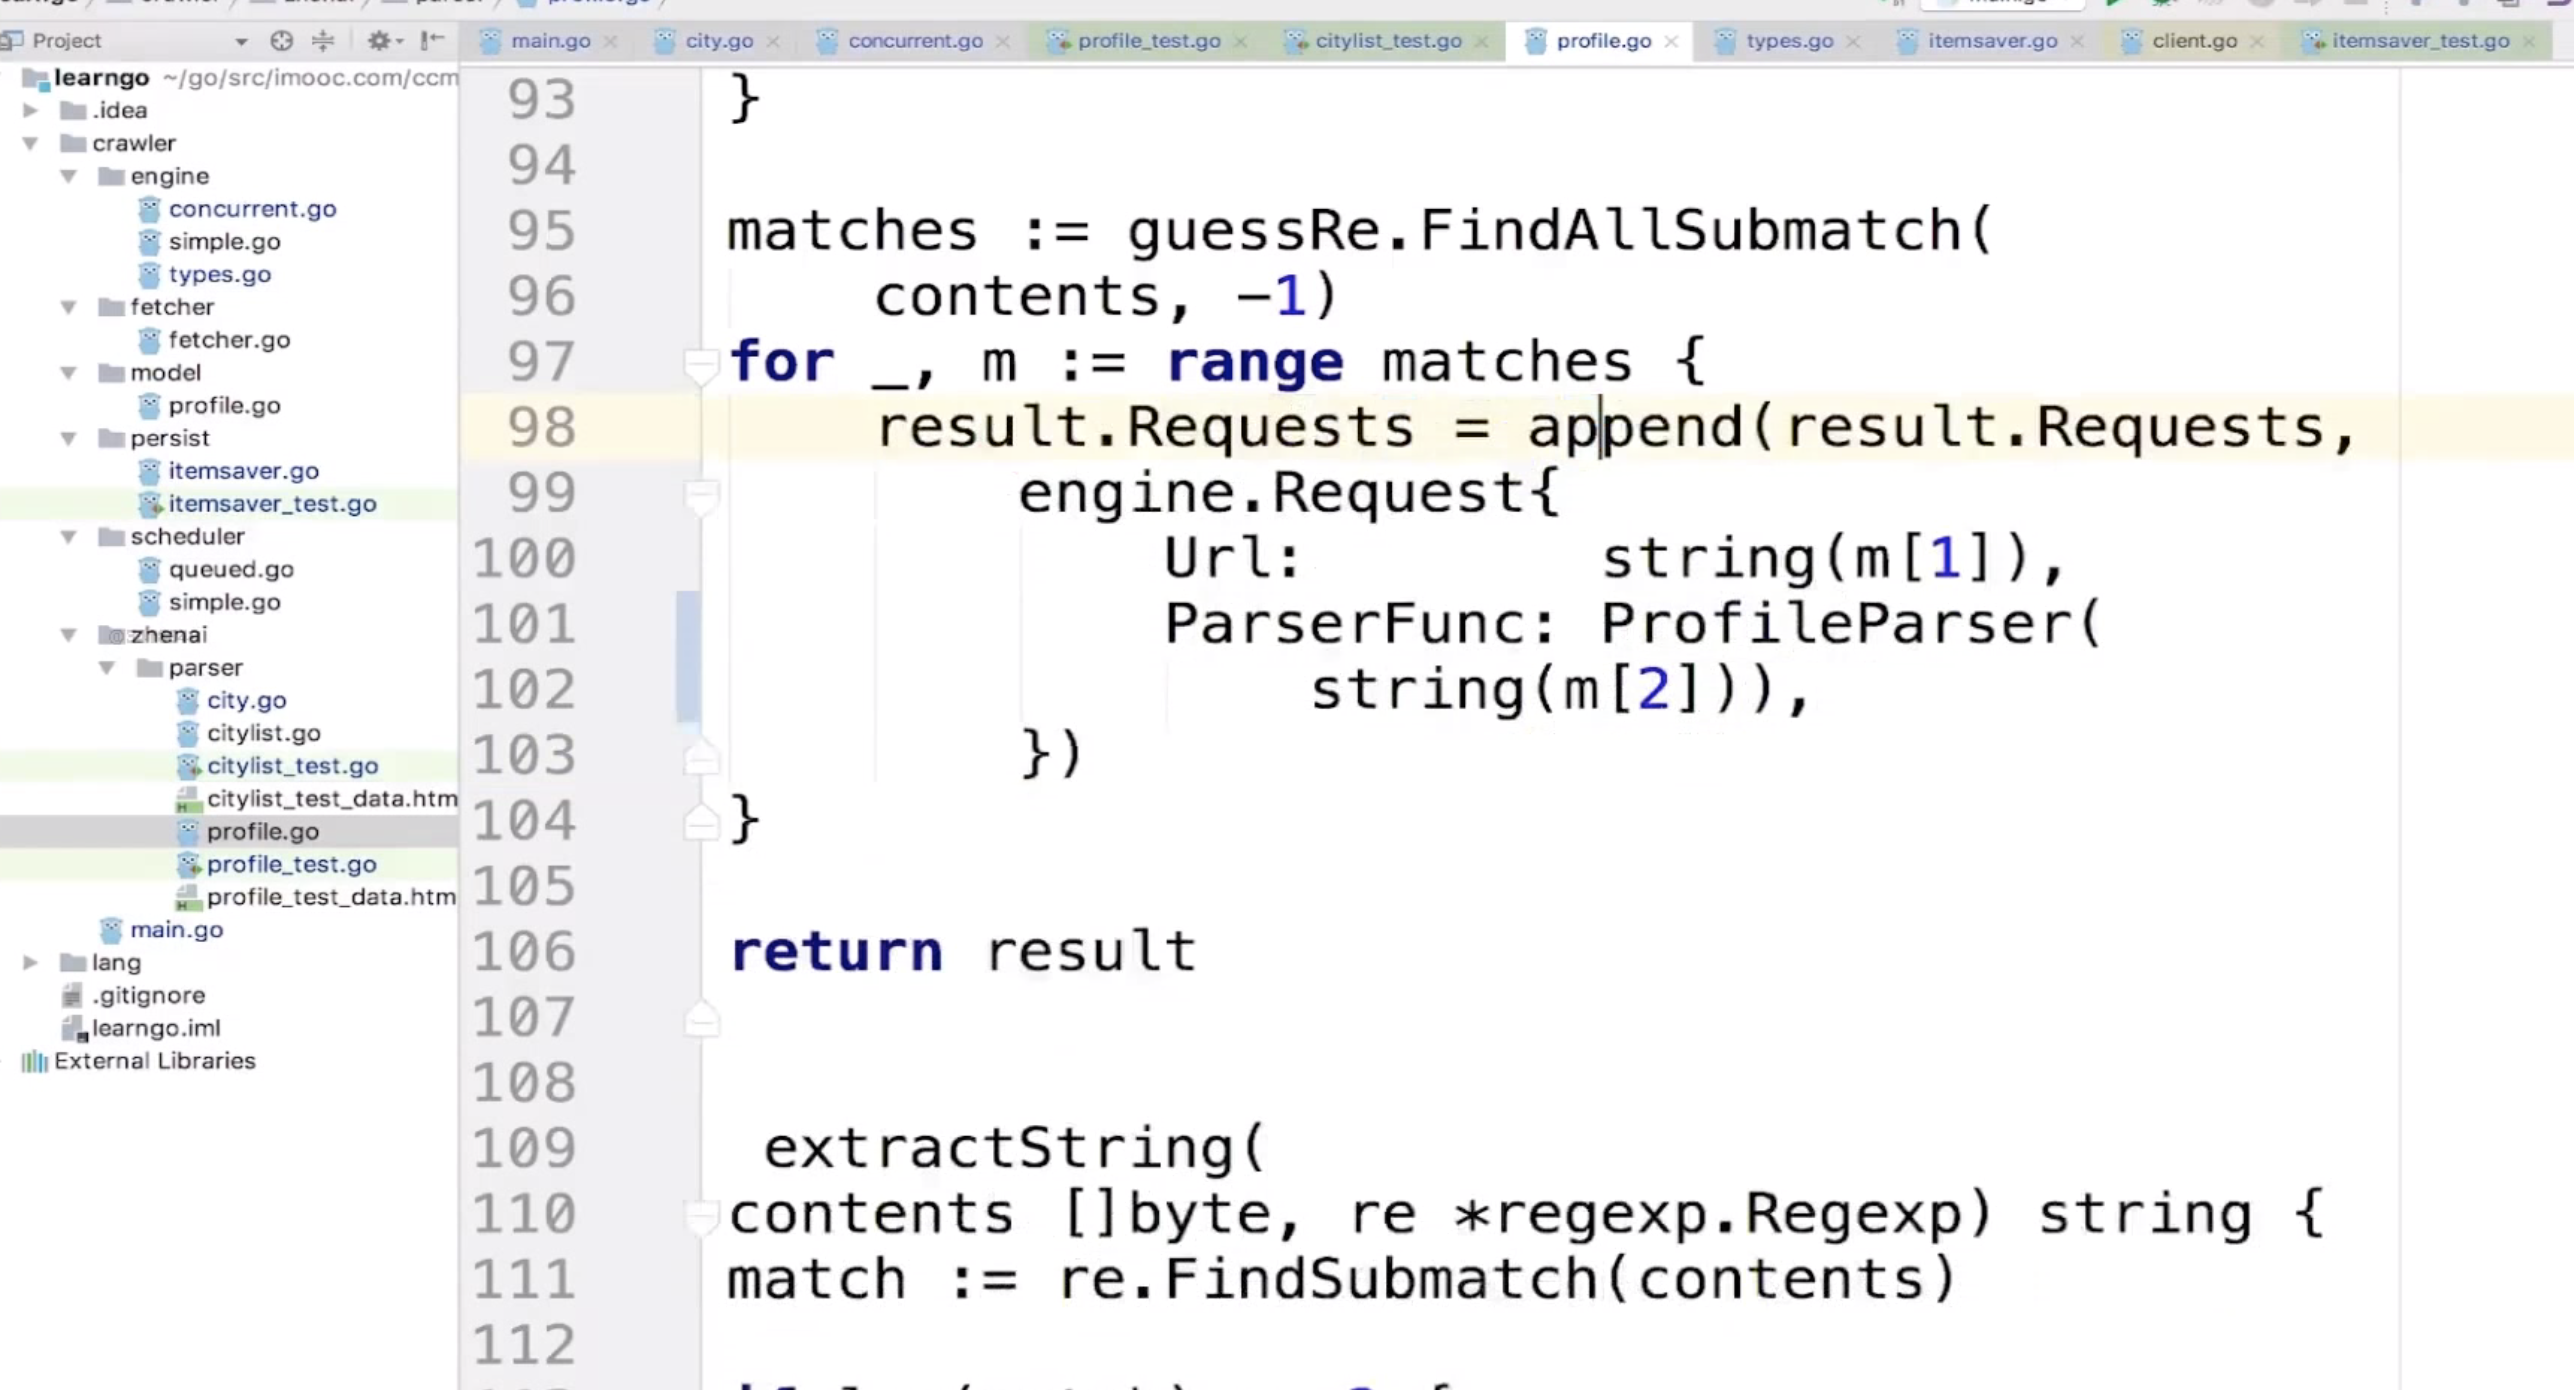 Project
main.go
city.go
concurrent.go
profile_test.go
citylist_test.go
profile.go
types.go
itemsaver.go
client.go
itemsaver_test.go
learngo ~/go/src/imooc.com/ccm
.idea
crawler
engine
concurrent.go
simple.go
types.go
fetcher
fetcher.go
model
profile.go
persist
itemsaver.go
itemsaver_test.go
scheduler
queued.go
simple.go
zhenai
parser
city.go
citylist.go
citylist_test.go
citylist_test_data.htm
profile.go
profile_test.go
profile_test_data.htm
main.go
lang
.gitignore
learngo.iml
External Libraries
93 }
94
95 matches := guessRe.FindAllSubmatch(
96 contents, -1)
97 for _, m := range matches {
98 result.Requests = append(result.Requests,
99 engine.Request{
100 Url: string(m[1]),
101 ParserFunc: ProfileParser(
102 string(m[2])),
103 })
104 }
105
106 return result
107
108
109 extractString(
110 contents []byte, re *regexp.Regexp) string {
111 match := re.FindSubmatch(contents)
112